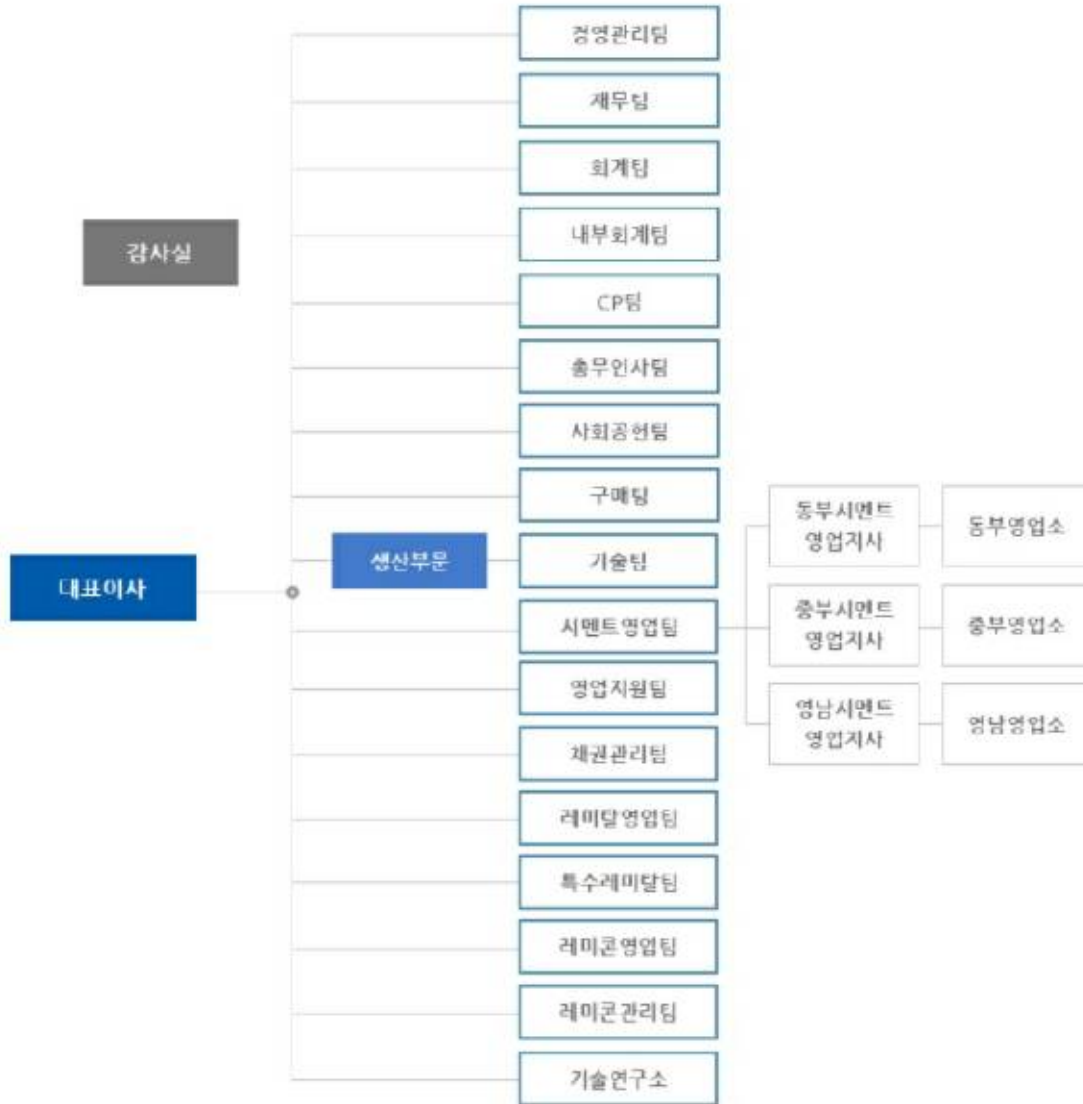 경영관리팀
재무팀
회계팀
내부회계팀
감사실
CP팀
총무인사팀
사회공헌팀
구매팀
동부시멘트
영업지사
동부영업소
대표이사
생산부문
기술팀
시멘트영업팀
중부시멘트
영업지사
중부영업소
영업지원팀
영남시멘트
영업지사
영남영업소
채권관리팀
레미탈영업팀
특수레미탈팀
레미콘영업팀
레미콘관리팀
기술연구소